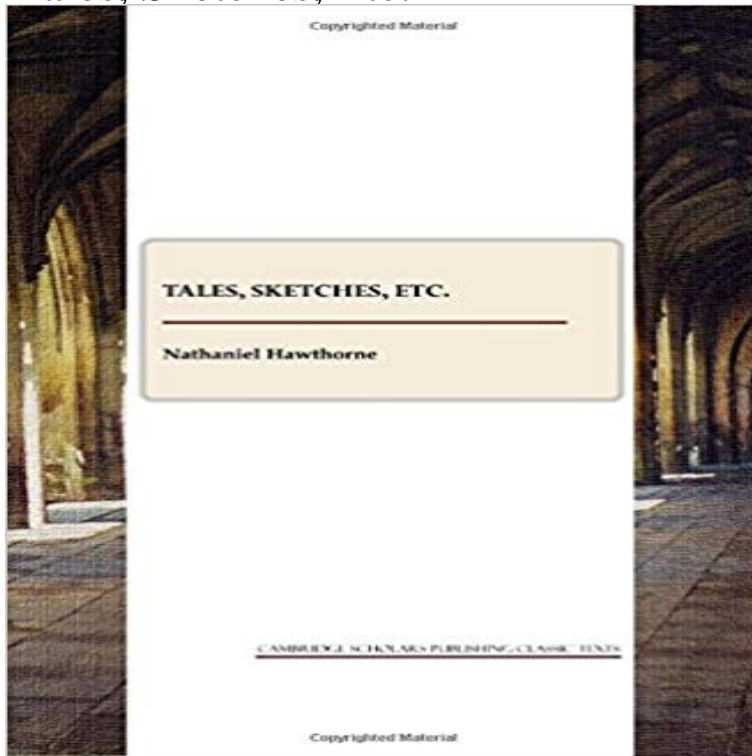 Copyrighted Material
TALES, SKETCHES, ETC.
Nathaniel Hawthorne
CAMBRIDGE SCHOLARS PUBLISHING CLASSIC TEXTS
Copyrighted Material